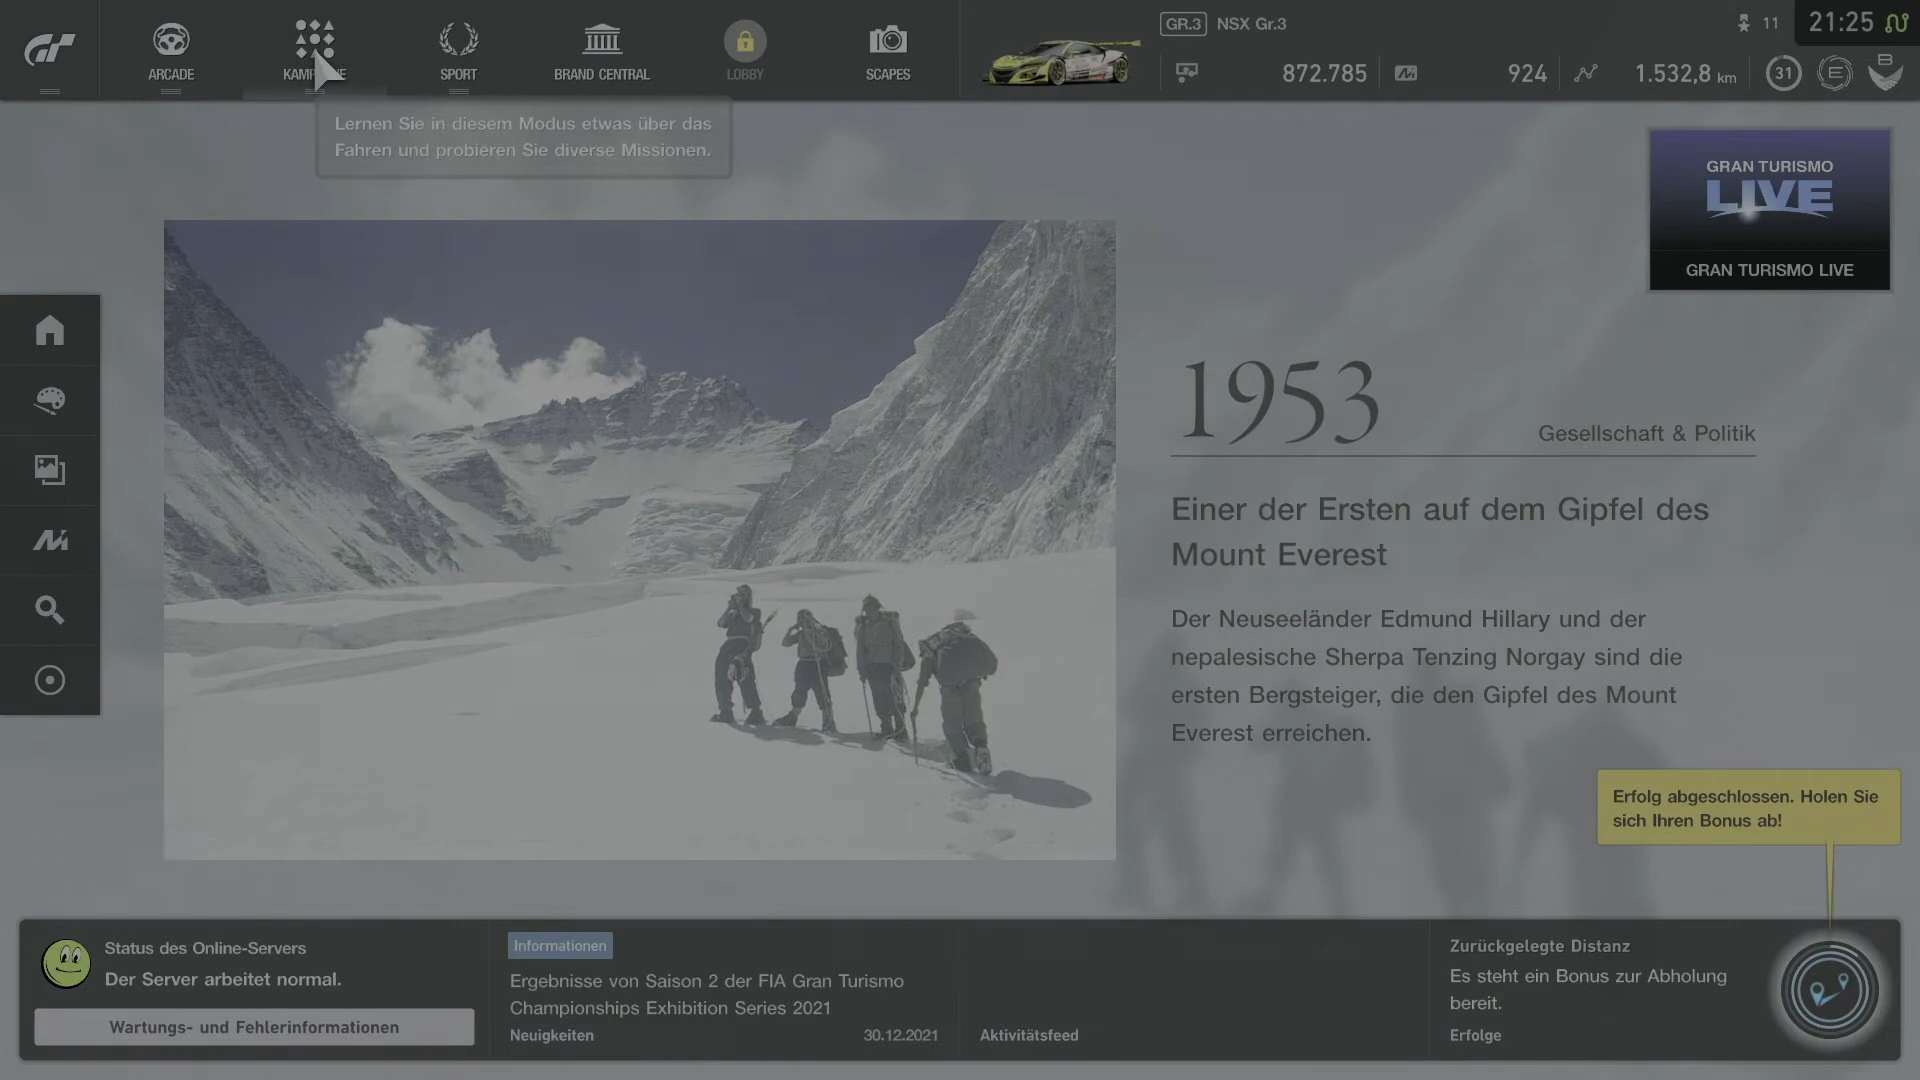 ARCADE
SPORT
BRAND CENTRAL
LOBBY
SCAPES
GR.3 NSX Gr.3
11
21:25
872.785
924
1.532,8 km
31
E
B
Lernen Sie in diesem Modus etwas über das
Fahren und probieren Sie diverse Missionen.
GRAN TURISMO
LIVE
GRAN TURISMO LIVE
1953
Gesellschaft & Politik
Einer der Ersten auf dem Gipfel des
Mount Everest
Der Neuseeländer Edmund Hillary und der
nepalesische Sherpa Tenzing Norgay sind die
ersten Bergsteiger, die den Gipfel des Mount
Everest erreichen.
Erfolg abgeschlossen. Holen Sie
sich Ihren Bonus ab!
Status des Online-Servers
Der Server arbeitet normal.
Wartungs- und Fehlerinformationen
Informationen
Ergebnisse von Saison 2 der FIA Gran Turismo
Championships Exhibition Series 2021
Neuigkeiten
30.12.2021
Aktivitätsfeed
Zurückgelegte Distanz
Es steht ein Bonus zur Abholung
bereit.
Erfolge